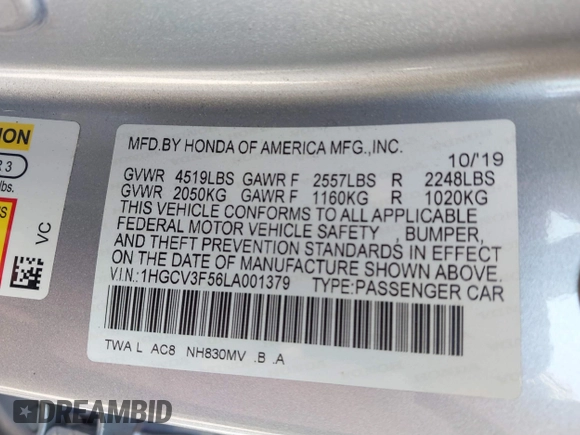 ION
R 3
lbs.
VC
MFD.BY HONDA OF AMERICA MFG.,INC.
10/'19
GVWR 4519LBS GAWR F 2557LBS R 2248LBS
GVWR 2050KG GAWR F 1160KG R 1020KG
THIS VEHICLE CONFORMS TO ALL APPLICABLE
FEDERAL MOTOR VEHICLE SAFETY , BUMPER,
AND THEFT PREVENTION STANDARDS IN EFFECT
ON THE DATE OF MANUFACTURE SHOWN ABOVE.
V.I.N.:1HGCV3F56LA001379 TYPE:PASSENGER CAR
TWA L AC8 NH830MV .B .A
DREAMBID